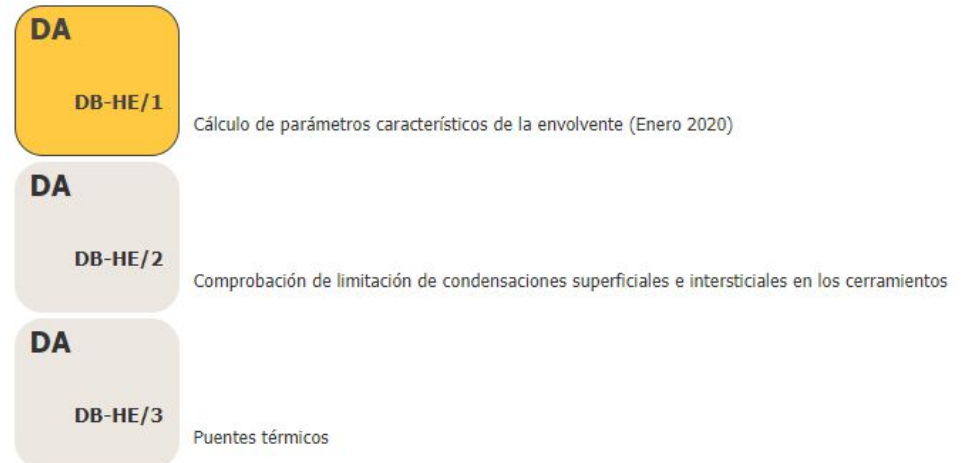 DA
DB-HE/1
Cálculo de parámetros característicos de la envolvente (Enero 2020)
DA
DB-HE/2
Comprobación de limitación de condensaciones superficiales e intersticiales en los cerramientos
DA
DB-HE/3
Puentes térmicos